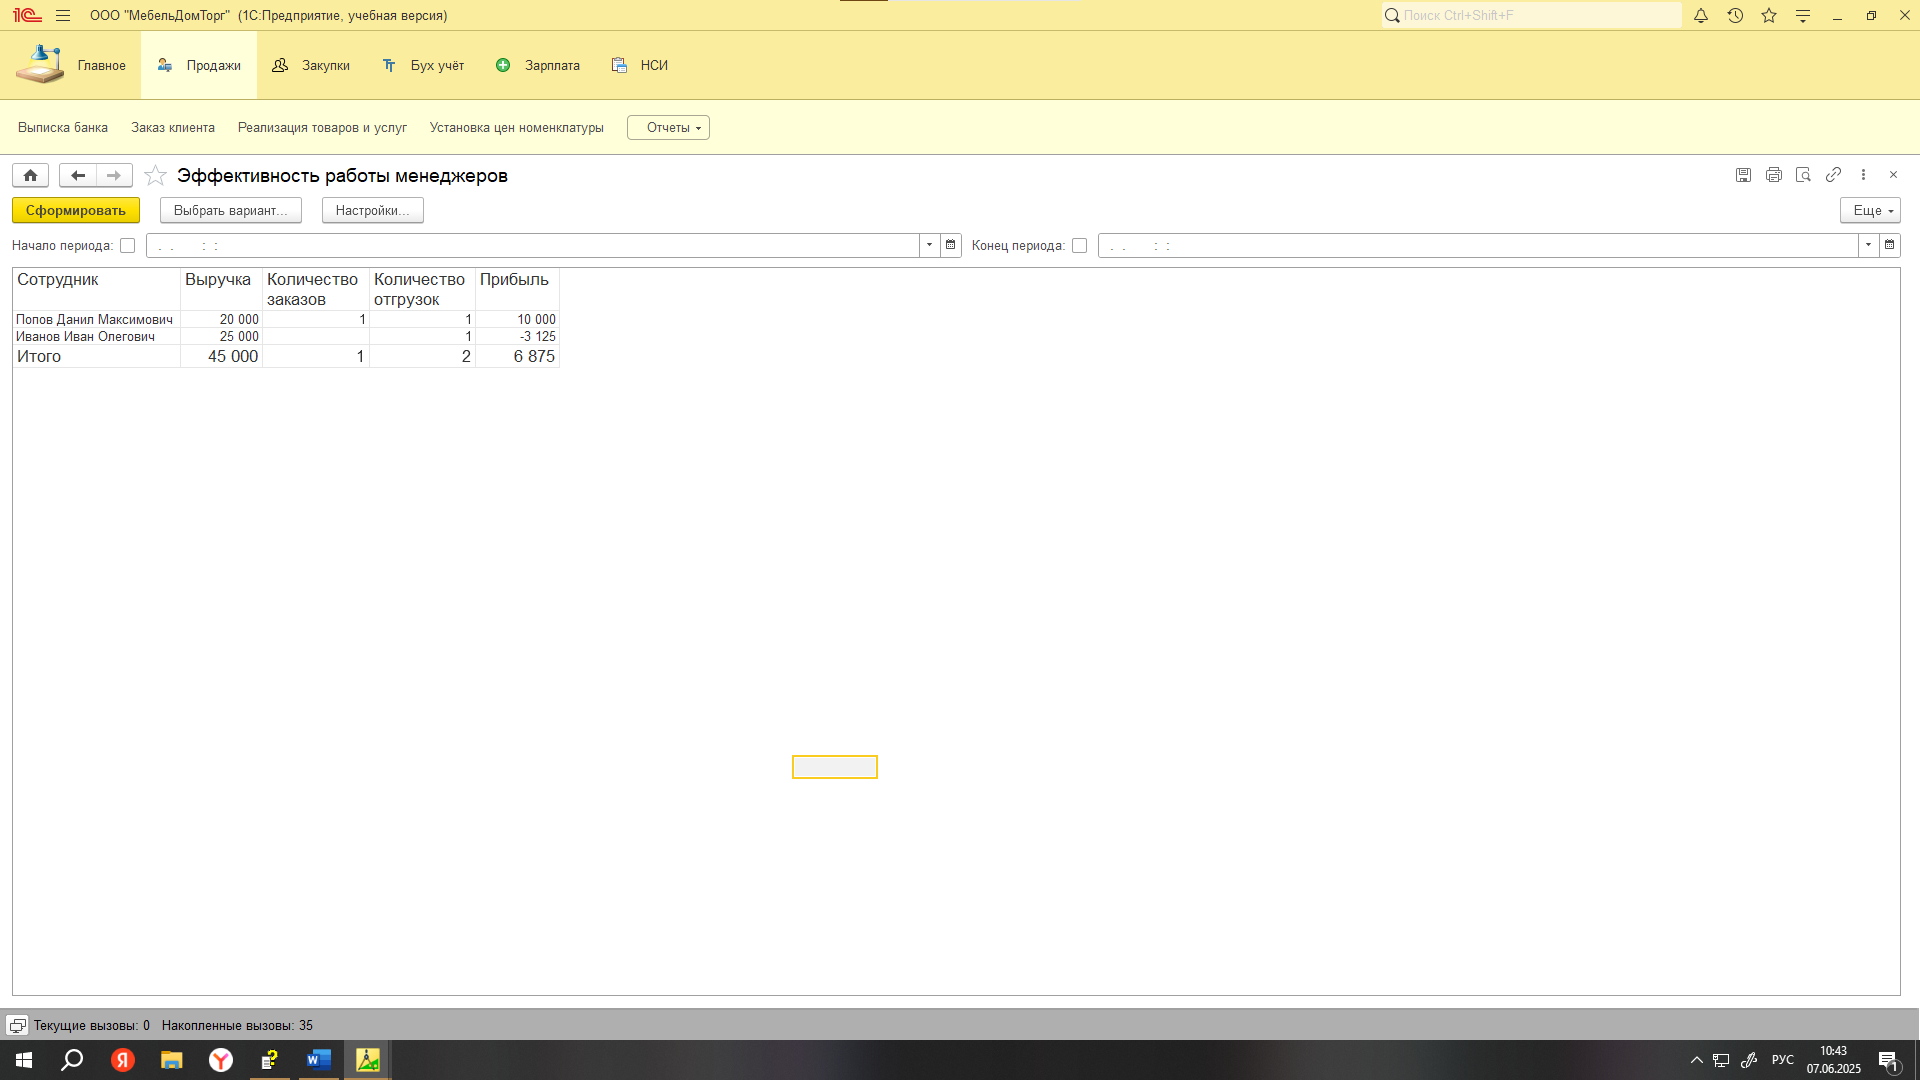 ООО "МебельДомТорг" (1С:Предприятие, учебная версия)
Поиск Ctrl+Shift+F
Главное
Продажи
Закупки
Бух учёт
Зарплата
НСИ
Выписка банка
Заказ клиента
Реализация товаров и услуг
Установка цен номенклатуры
Отчеты
Эффективность работы менеджеров
Сформировать
Выбрать вариант...
Настройки...
Еще
Начало периода: . . : :
Конец периода: . . : :
Сотрудник Выручка Количество заказов Количество отгрузок Прибыль
Попов Данил Максимович 20 000 1 1 10 000
Иванов Иван Олегович 25 000 1 -3 125
Итого 45 000 1 2 6 875
Текущие вызовы: 0 Накопленные вызовы: 35
РУС
10:43
07.06.2025
1